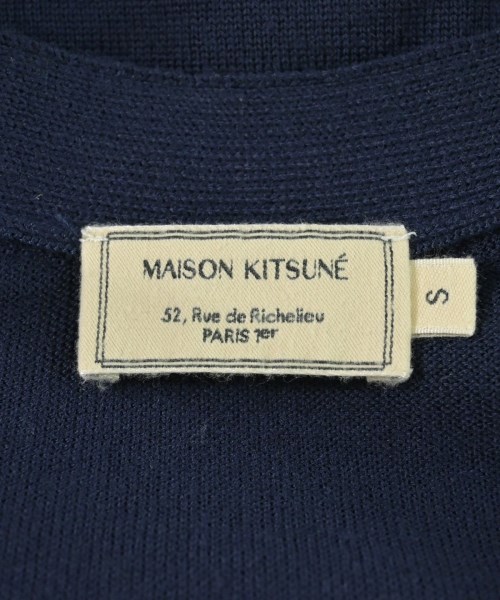 MAISON KITSUNÉ
52, Rue de Richelieu
PARIS 1er
S